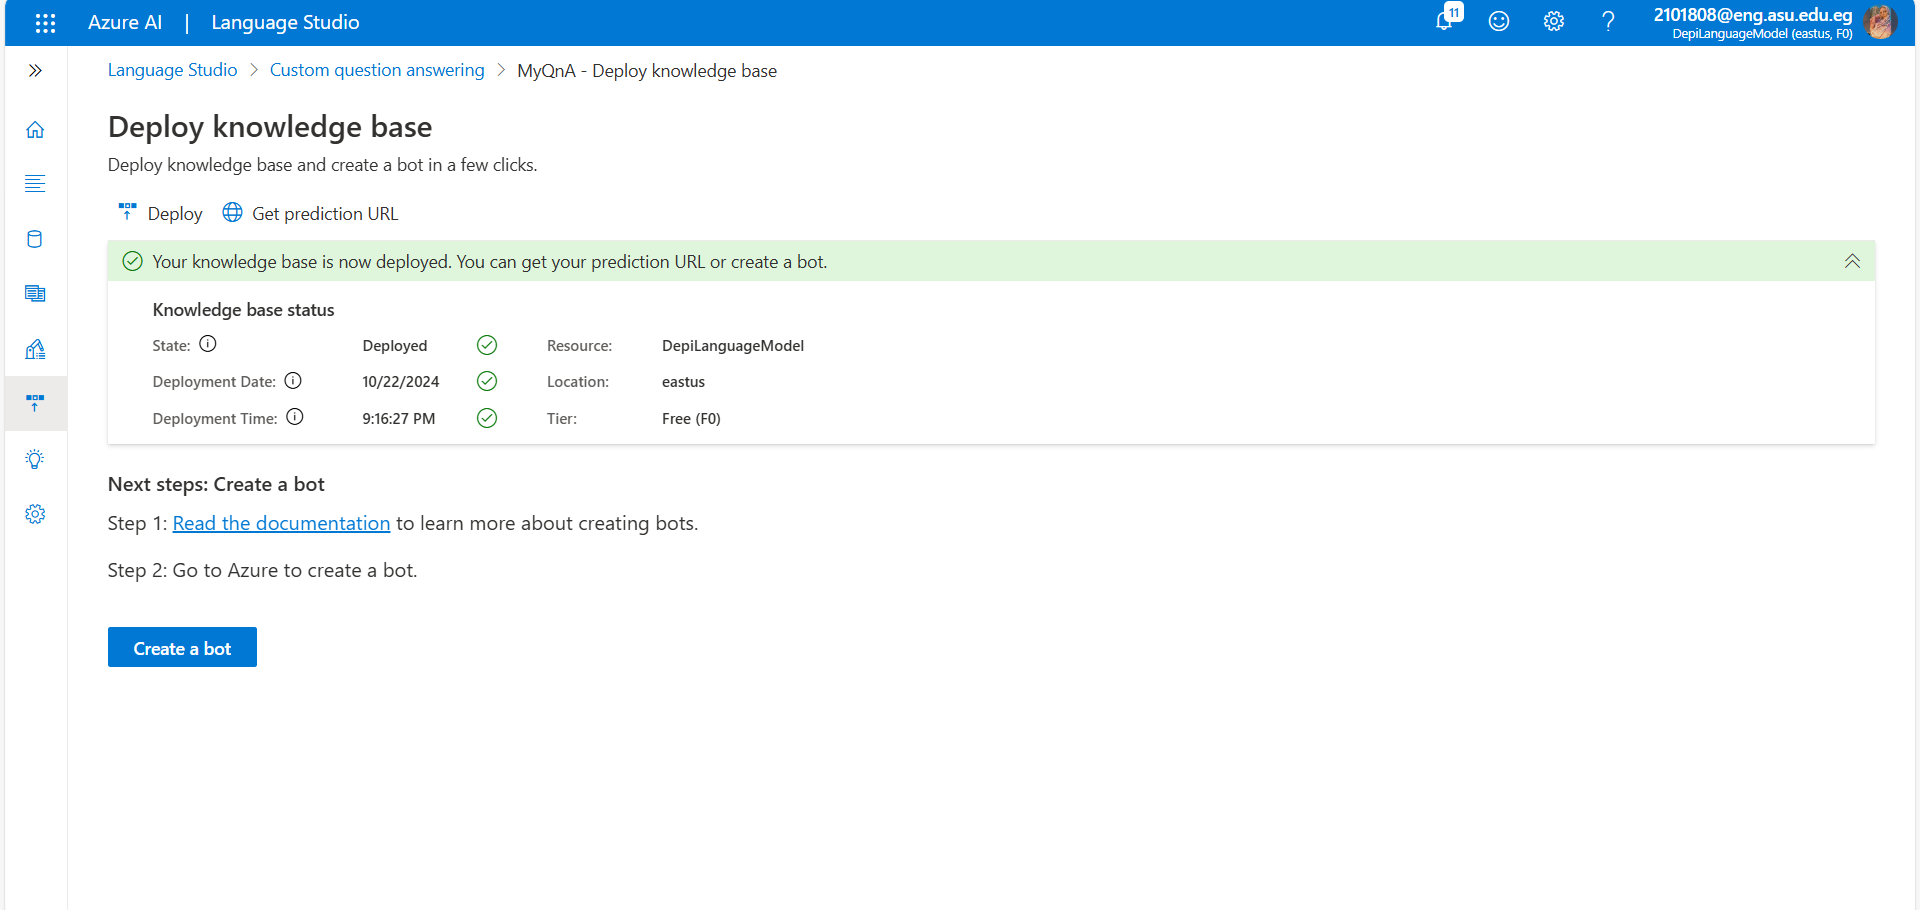 Azure AI | Language Studio
11
2101808@eng.asu.edu.eg
DepiLanguageModel (eastus, F0)
Language Studio > Custom question answering > MyQnA - Deploy knowledge base
Deploy knowledge base
Deploy knowledge base and create a bot in a few clicks.
Deploy Get prediction URL
Your knowledge base is now deployed. You can get your prediction URL or create a bot.
Knowledge base status
State: Deployed Resource: DepiLanguageModel
Deployment Date: 10/22/2024 Location: eastus
Deployment Time: 9:16:27 PM Tier: Free (F0)
Next steps: Create a bot
Step 1: Read the documentation to learn more about creating bots.
Step 2: Go to Azure to create a bot.
Create a bot